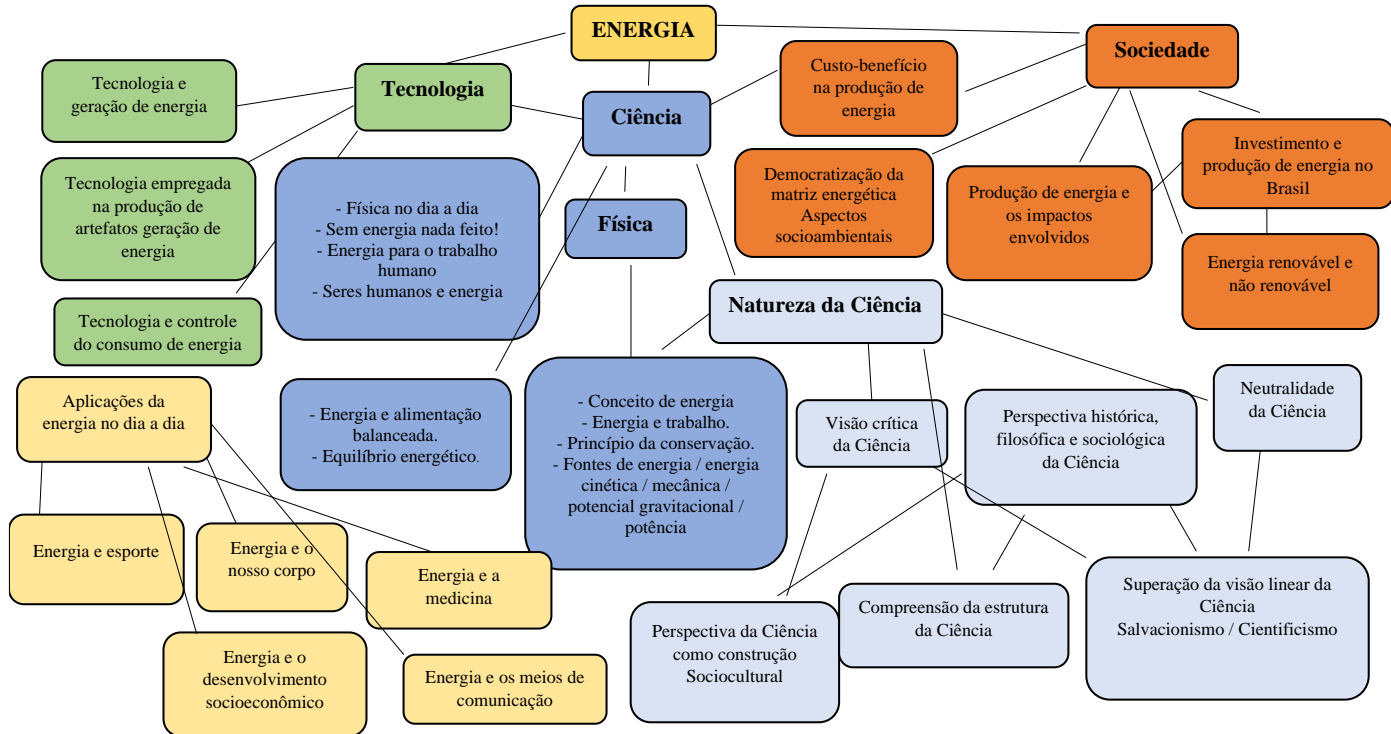 ENERGIA
Sociedade
Tecnologia e
geração de energia
Tecnologia
Ciência
Custo-benefício
na produção de
energia
Investimento e
produção de energia no
Brasil
Tecnologia empregada
na produção de
artefatos geração de
energia
- Física no dia a dia
- Sem energia nada feito!
- Energia para o trabalho
humano
- Seres humanos e energia
Física
Democratização da
matriz energética
Aspectos
socioambientais
Produção de energia e
os impactos
envolvidos
Energia renovável e
não renovável
Tecnologia e controle
do consumo de energia
Natureza da Ciência
Aplicações da
energia no dia a dia
- Energia e alimentação
balanceada.
- Equilíbrio energético.
- Conceito de energia
- Energia e trabalho.
- Princípio da conservação.
- Fontes de energia / energia
cinética / mecânica /
potencial gravitacional /
potência
Visão crítica
da Ciência
Perspectiva histórica,
filosófica e sociológica
da Ciência
Neutralidade
da Ciência
Energia e esporte
Energia e o
nosso corpo
Energia e a
medicina
Energia e o
desenvolvimento
socioeconômico
Energia e os meios de
comunicação
Perspectiva da Ciência
como construção
Sociocultural
Compreensão da estrutura
da Ciência
Superação da visão linear da
Ciência
Salvacionismo / Cientificismo